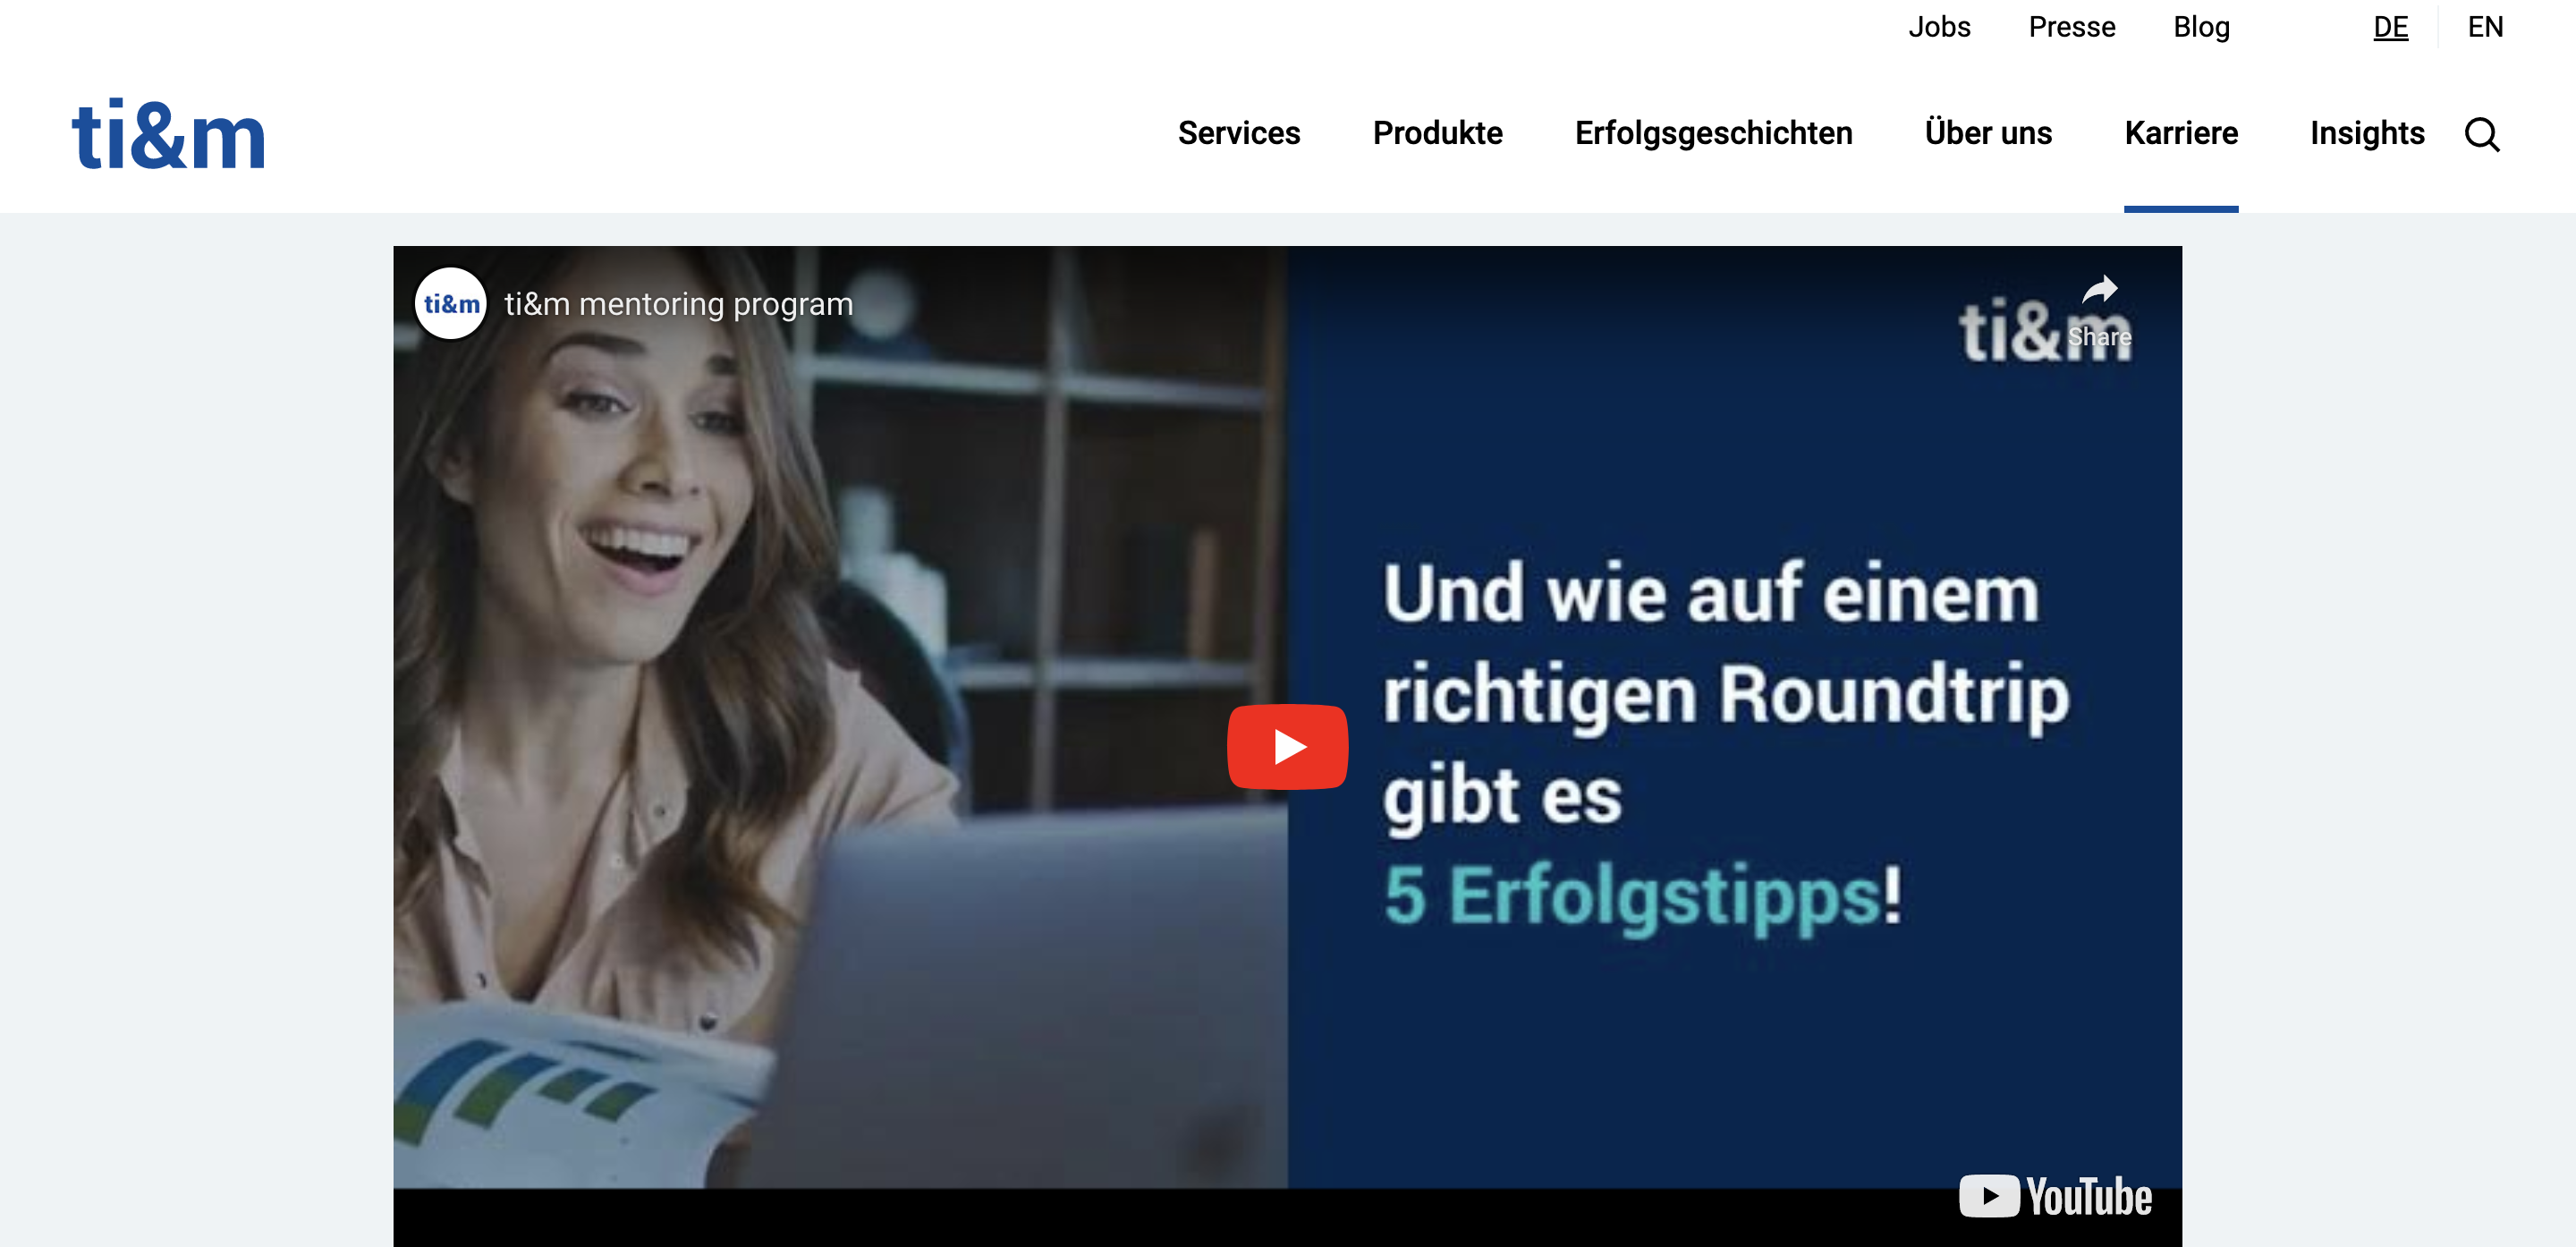 Jobs Presse Blog DE EN
ti&m
Services Produkte Erfolgsgeschichten Über uns Karriere Insights
ti&m ti&m mentoring program
ti&m
Share
Und wie auf einem
richtigen Roundtrip
gibt es
5 Erfolgstipps!
YouTube